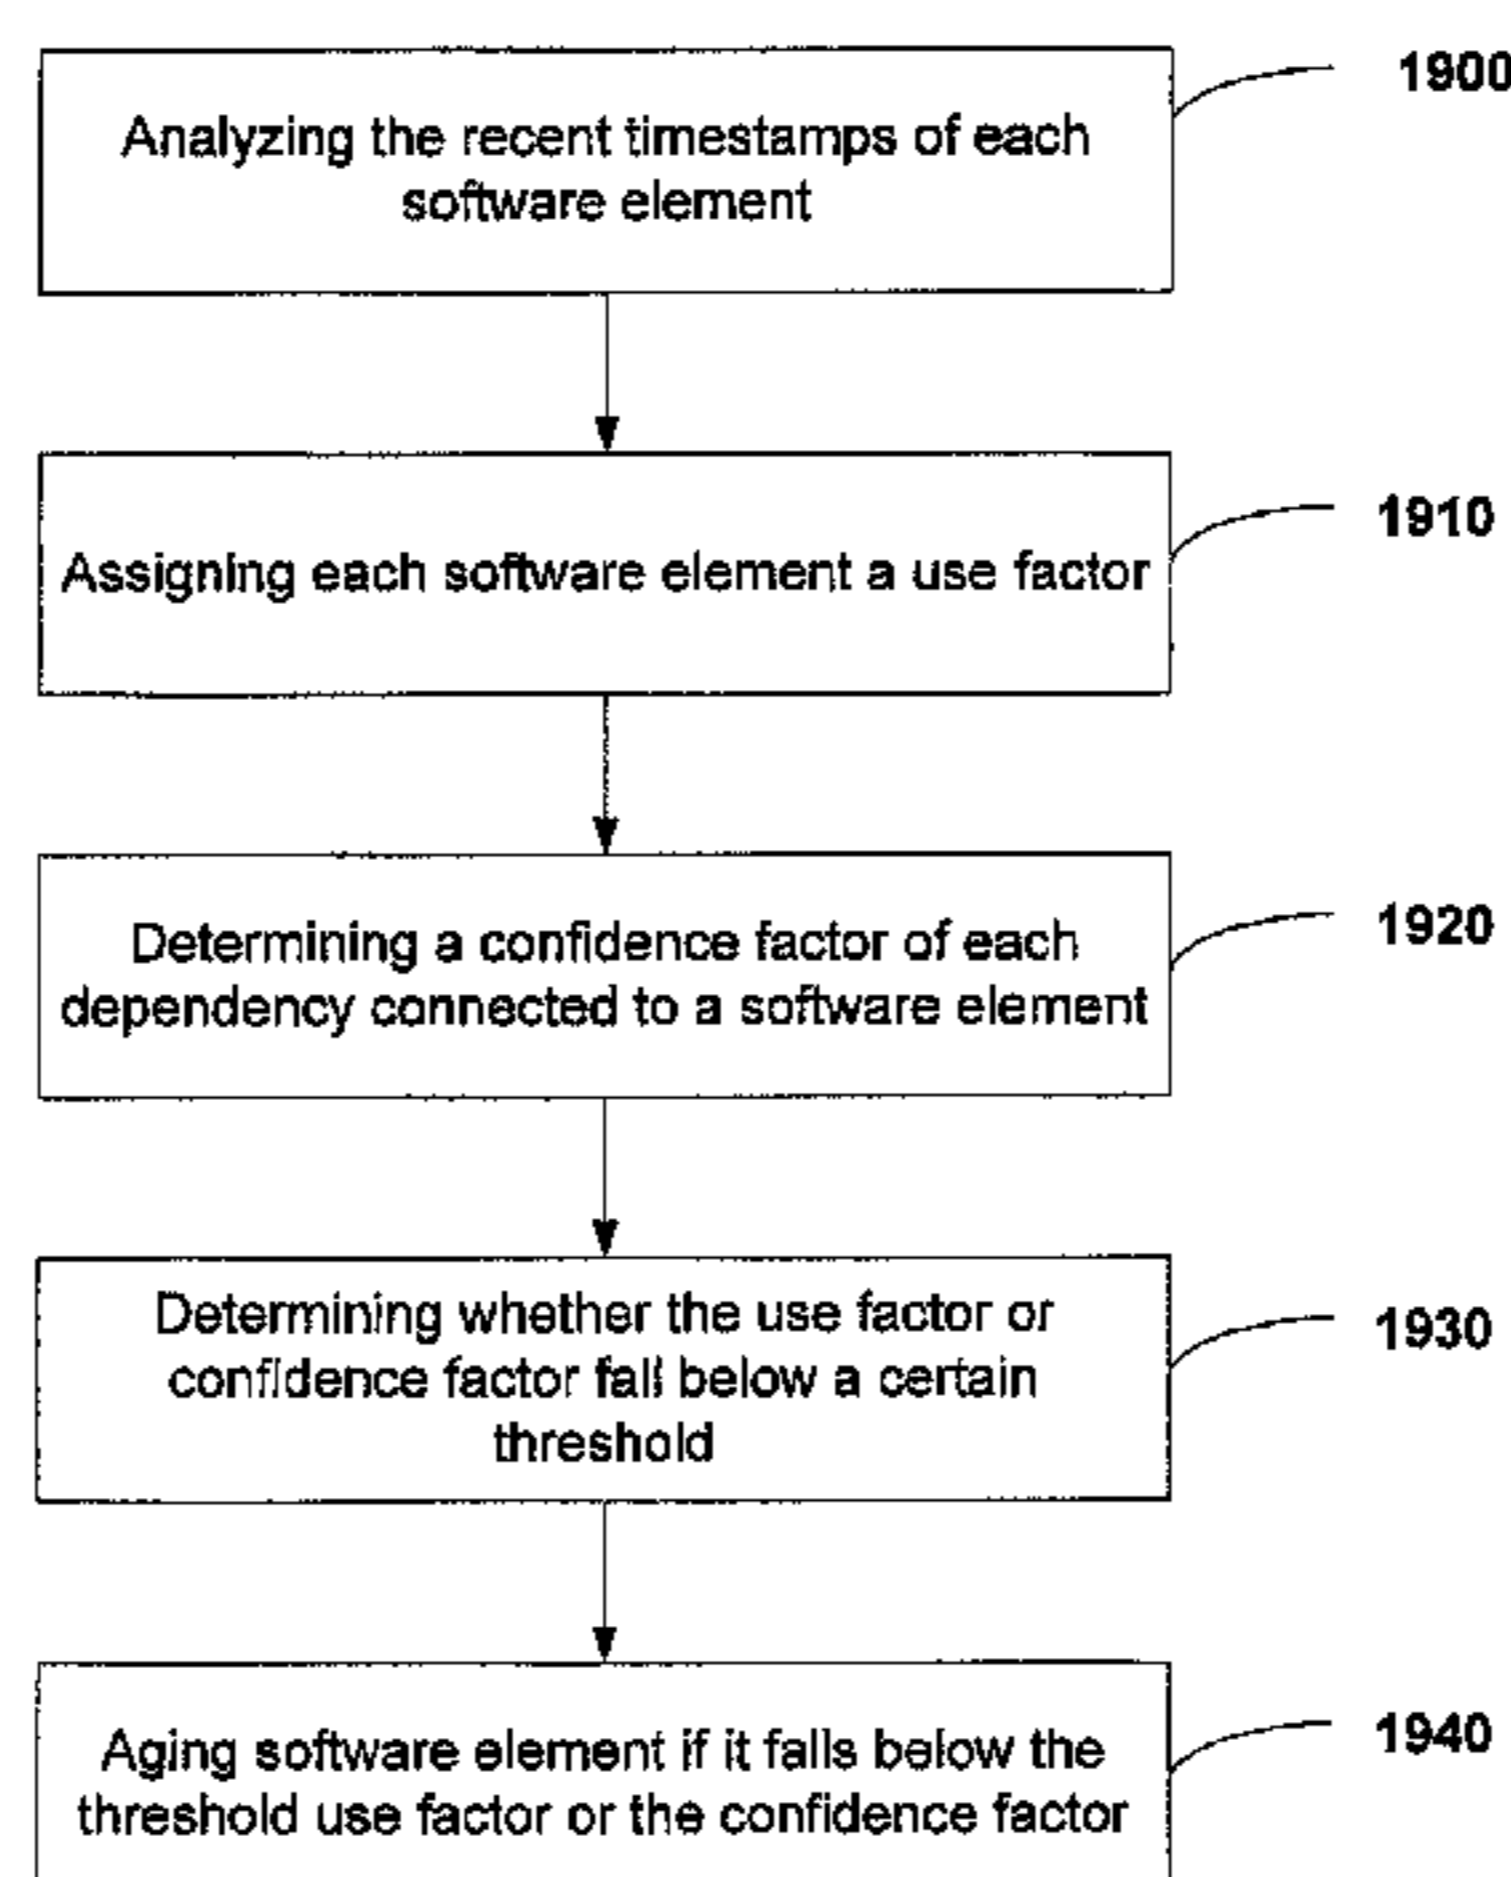 1900
Analyzing the recent timestamps of each
software element
1910
Assigning each software element a use factor
1920
Determining a confidence factor of each
dependency connected to a software element
1930
Determining whether the use factor or
confidence factor fall below a certain
threshold
1940
Aging software element if it falls below the
threshold use factor or the confidence factor